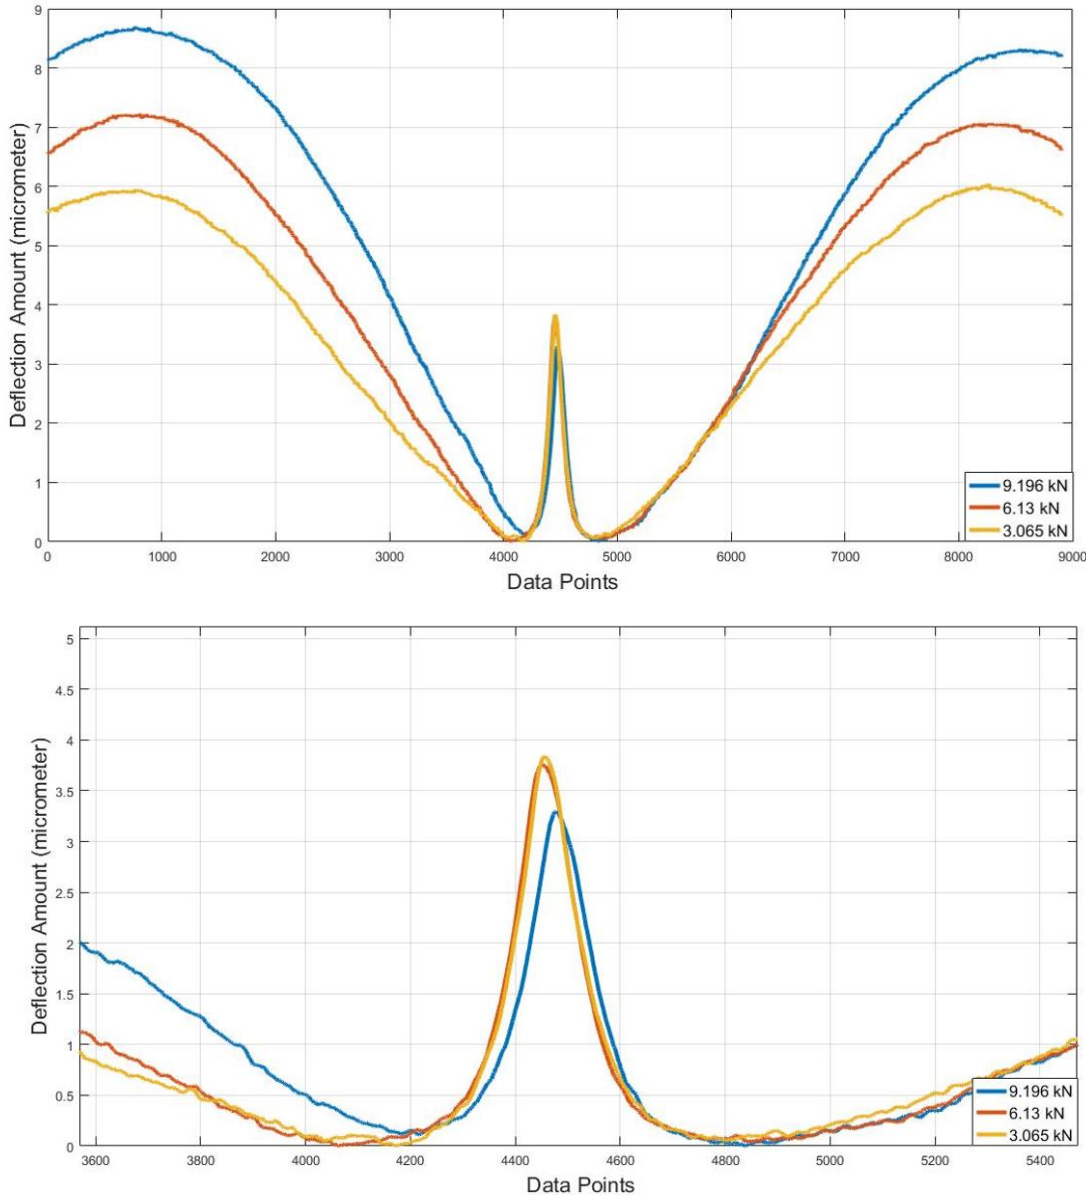 9
8
7
6
5
4
3
2
1
0
Deflection Amount (micrometer)
0 1000 2000 3000 4000 5000 6000 7000 8000 9000
Data Points
9.196 kN
6.13 kN
3.065 kN
5
4.5
4
3.5
3
2.5
2
1.5
1
0.5
0
Deflection Amount (micrometer)
3600 3800 4000 4200 4400 4600 4800 5000 5200 5400
Data Points
9.196 kN
6.13 kN
3.065 kN